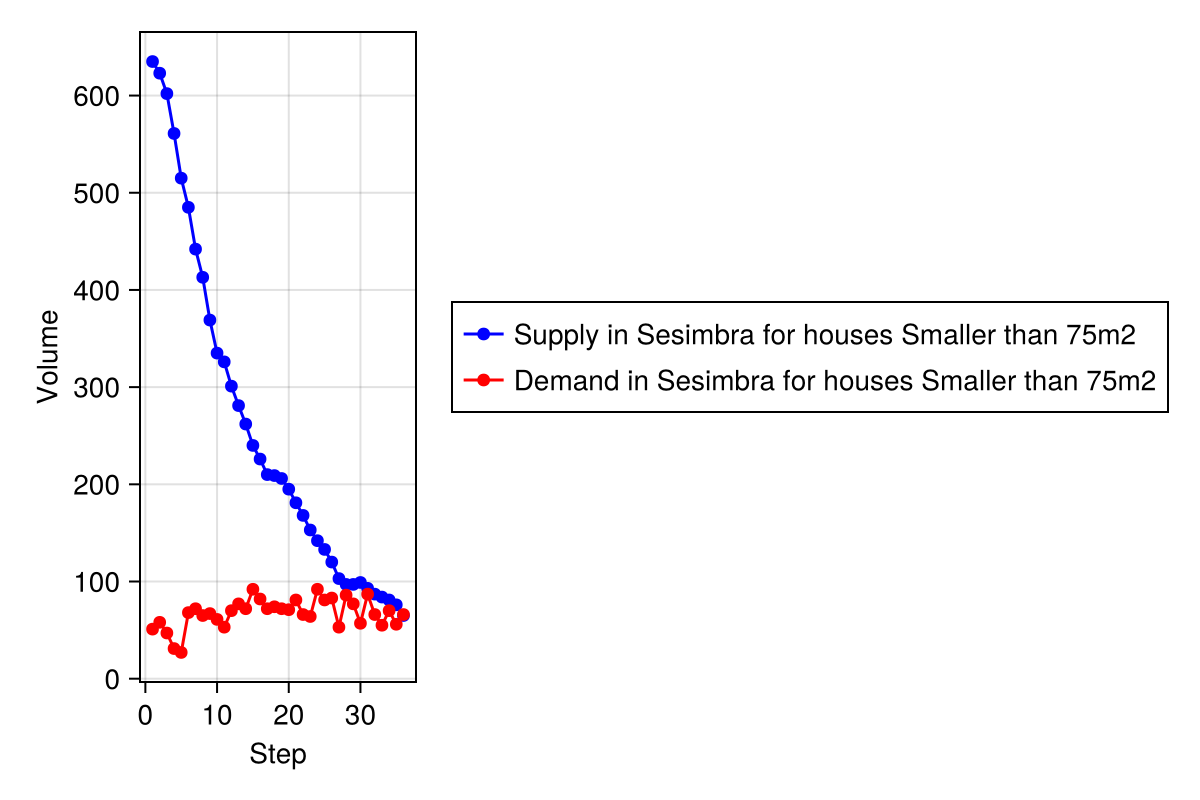 600
500
400
300
200
100
0
Volume
0 10 20 30
Step
Supply in Sesimbra for houses Smaller than 75m2
Demand in Sesimbra for houses Smaller than 75m2